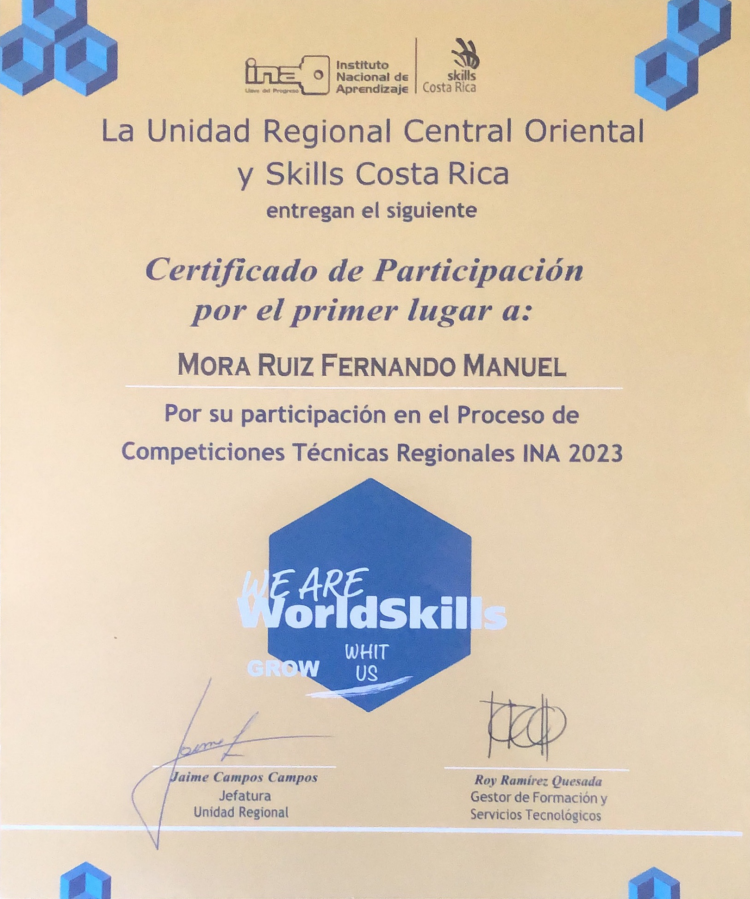 ina
Llave del Progreso
Instituto
Nacional de
Aprendizaje
skills
Costa Rica
La Unidad Regional Central Oriental
y Skills Costa Rica
entregan el siguiente
Certificado de Participación
por el primer lugar a:
MORA RUIZ FERNANDO MANUEL
Por su participación en el Proceso de
Competiciones Técnicas Regionales INA 2023
WE ARE
WorldSkills
GROW
WHIT
US
Jaime Campos Campos
Jefatura
Unidad Regional
Roy Ramírez Quesada
Gestor de Formación y
Servicios Tecnológicos